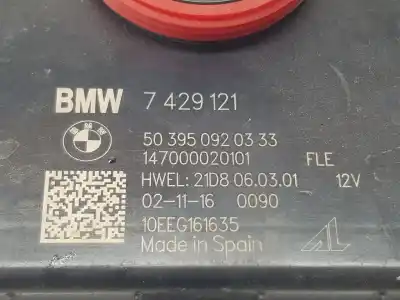 BMW 7 429 121
50 395 092 03 33
147000020101 FLE
HWEL: 21D8 06.03.01 12V
02-11-16 0090
10EEG161635
Made in Spain